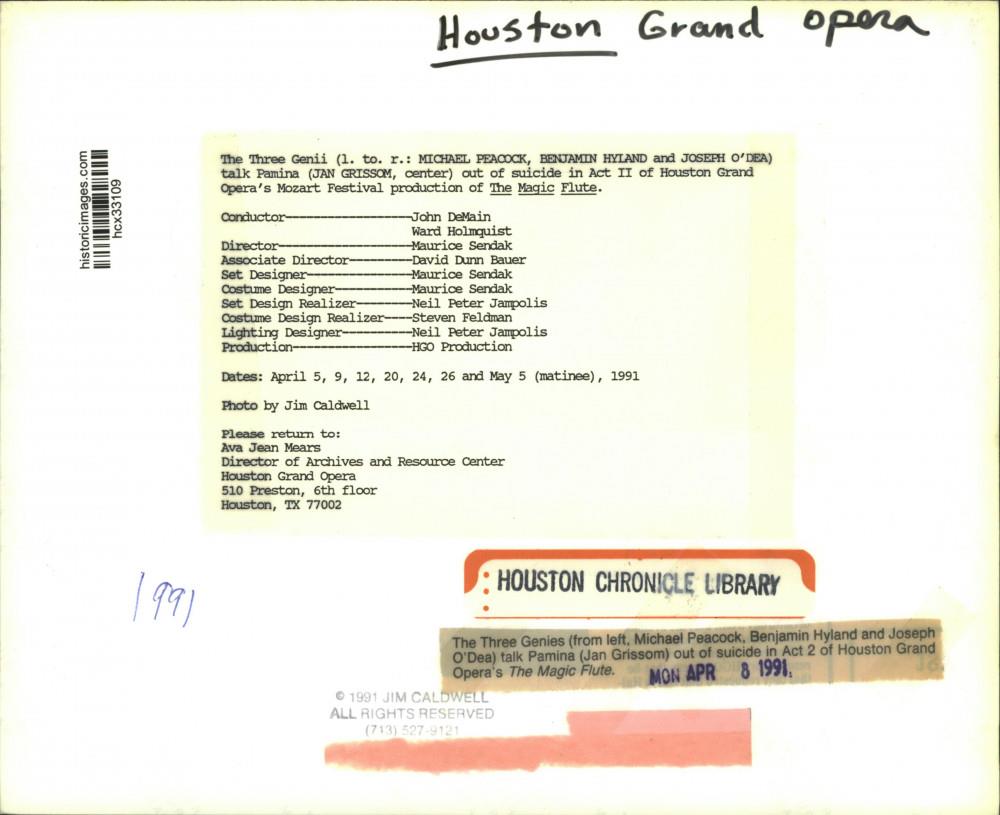 Houston Grand opera
historicimages.com
hcx33109
The Three Genii (l. to. r.: MICHAEL PEACOCK, BENJAMIN HYLAND and JOSEPH O'DEA)
talk Pamina (JAN GRISSOM, center) out of suicide in Act II of Houston Grand
Opera's Mozart Festival production of The Magic Flute.
Conductor------------------John DeMain
Ward Holmquist
Director-------------------Maurice Sendak
Associate Director---------David Dunn Bauer
Set Designer---------------Maurice Sendak
Costume Designer-----------Maurice Sendak
Set Design Realizer--------Neil Peter Jampolis
Costume Design Realizer----Steven Feldman
Lighting Designer----------Neil Peter Jampolis
Production-----------------HGO Production
Dates: April 5, 9, 12, 20, 24, 26 and May 5 (matinee), 1991
Photo by Jim Caldwell
Please return to:
Ava Jean Mears
Director of Archives and Resource Center
Houston Grand Opera
510 Preston, 6th floor
Houston, TX 77002
1991
HOUSTON CHRONICLE LIBRARY
The Three Genies (from left, Michael Peacock, Benjamin Hyland and Joseph
O'Dea) talk Pamina (Jan Grissom) out of suicide in Act 2 of Houston Grand
Opera's The Magic Flute.
MON APR 8 1991
© 1991 JIM CALDWELL
ALL RIGHTS RESERVED
(713) 527-9121